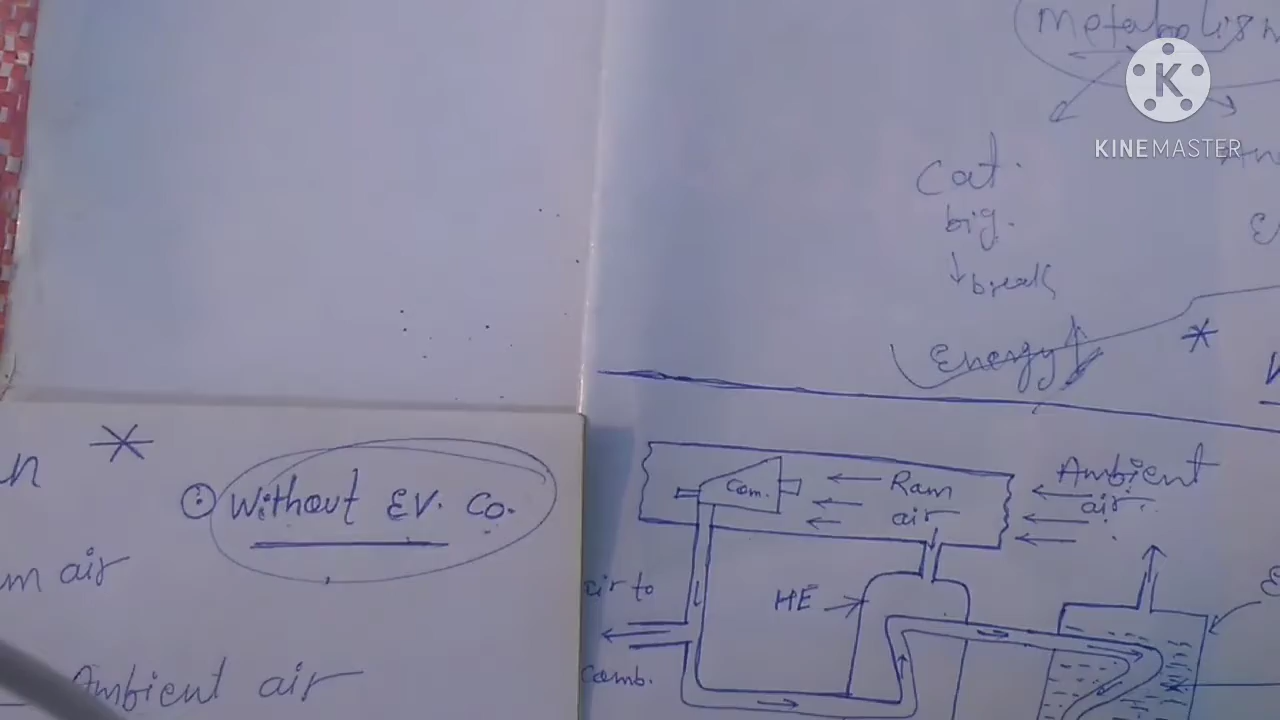 Metabolism
K
KINEMASTER
Cat.
big.
break
Energy
n
Without EV. Co.
m air
Ambient air
Com.
Ram
air
Ambient
air.
HE
air to
Comb.